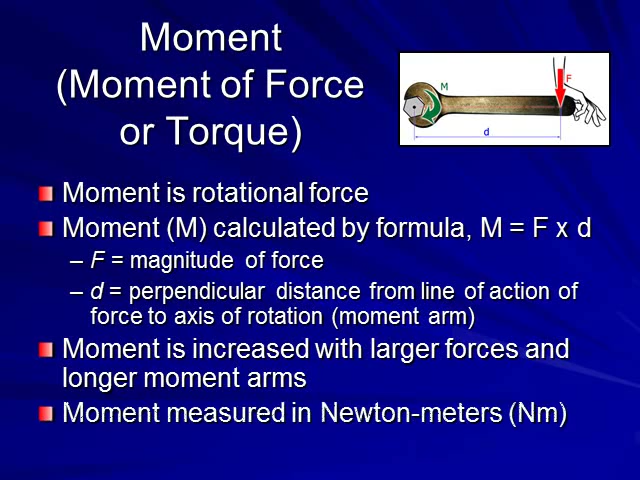 Moment
(Moment of Force
or Torque)
M
F
d
Moment is rotational force
Moment (M) calculated by formula, M = F x d
– F = magnitude of force
– d = perpendicular distance from line of action of
force to axis of rotation (moment arm)
Moment is increased with larger forces and
longer moment arms
Moment measured in Newton-meters (Nm)